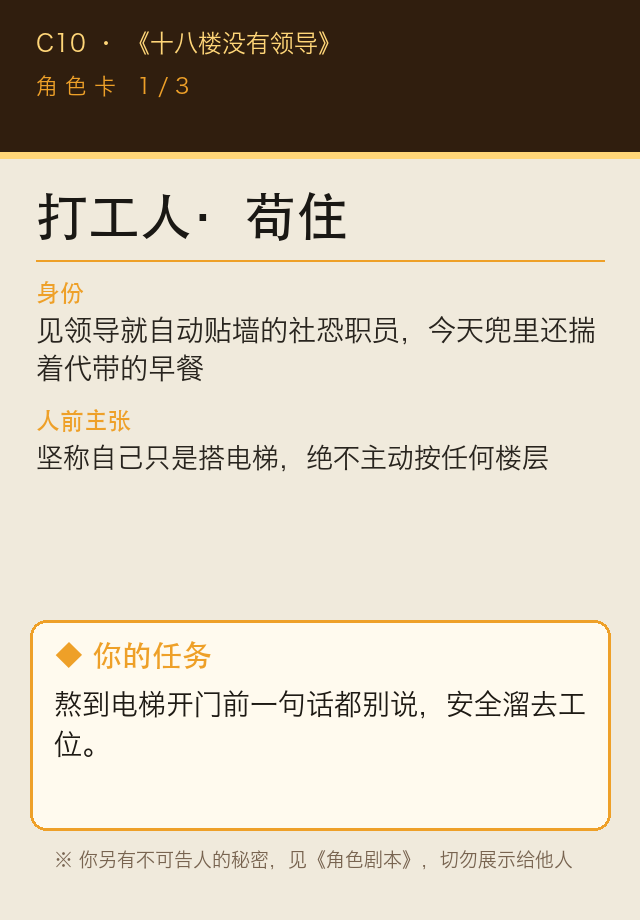 C10 · 《十八楼没有领导》
角色卡 1/3
打工人· 苟住
身份
见领导就自动贴墙的社恐职员，今天兜里还揣
着代带的早餐
人前主张
坚称自己只是搭电梯，绝不主动按任何楼层
◆ 你的任务
熬到电梯开门前一句话都别说，安全溜去工
位。
※ 你另有不可告人的秘密，见《角色剧本》，切勿展示给他人